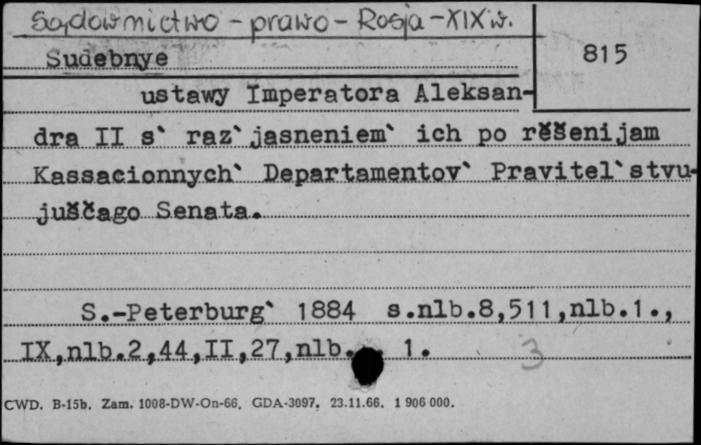 Sądownictwo - prawo - Rosja - XIX w.
Sudebnye
815
ustawy Imperatora Aleksan-
dra II s` raz`jasneniem` ich po rěšenijam
Kassacionnych` Departamentov` Pravitel`stvu-
juščago Senata.
S.-Peterburg` 1884 s.nlb.8,511,nlb.1.,
IX,nlb.2,44,II,27,nlb. 1.
3
CWD. B-15b. Zam. 1008-DW-On-66. GDA-3097. 23.11.66. 1 906 000.